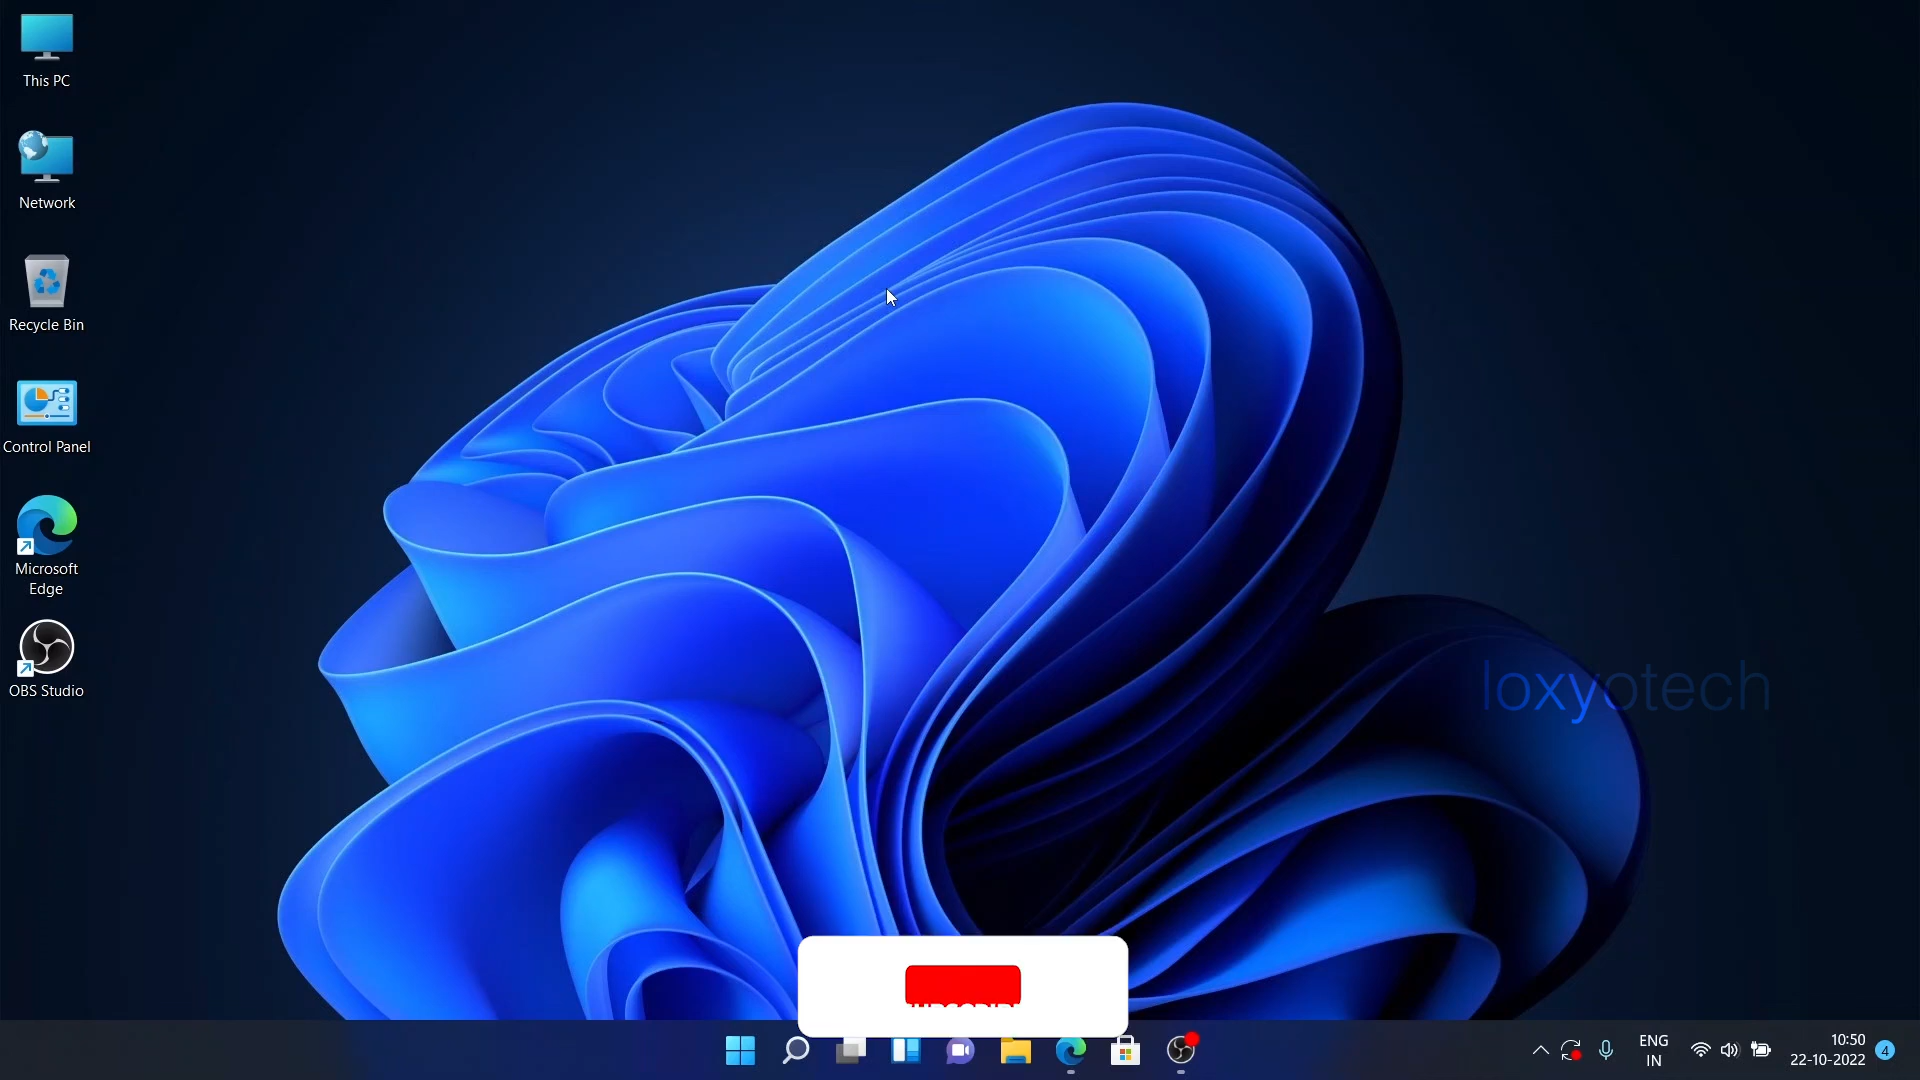 This PC
Network
Recycle Bin
Control Panel
Microsoft
Edge
OBS Studio
loxyotech
ENG
IN
10:50
22-10-2022
4